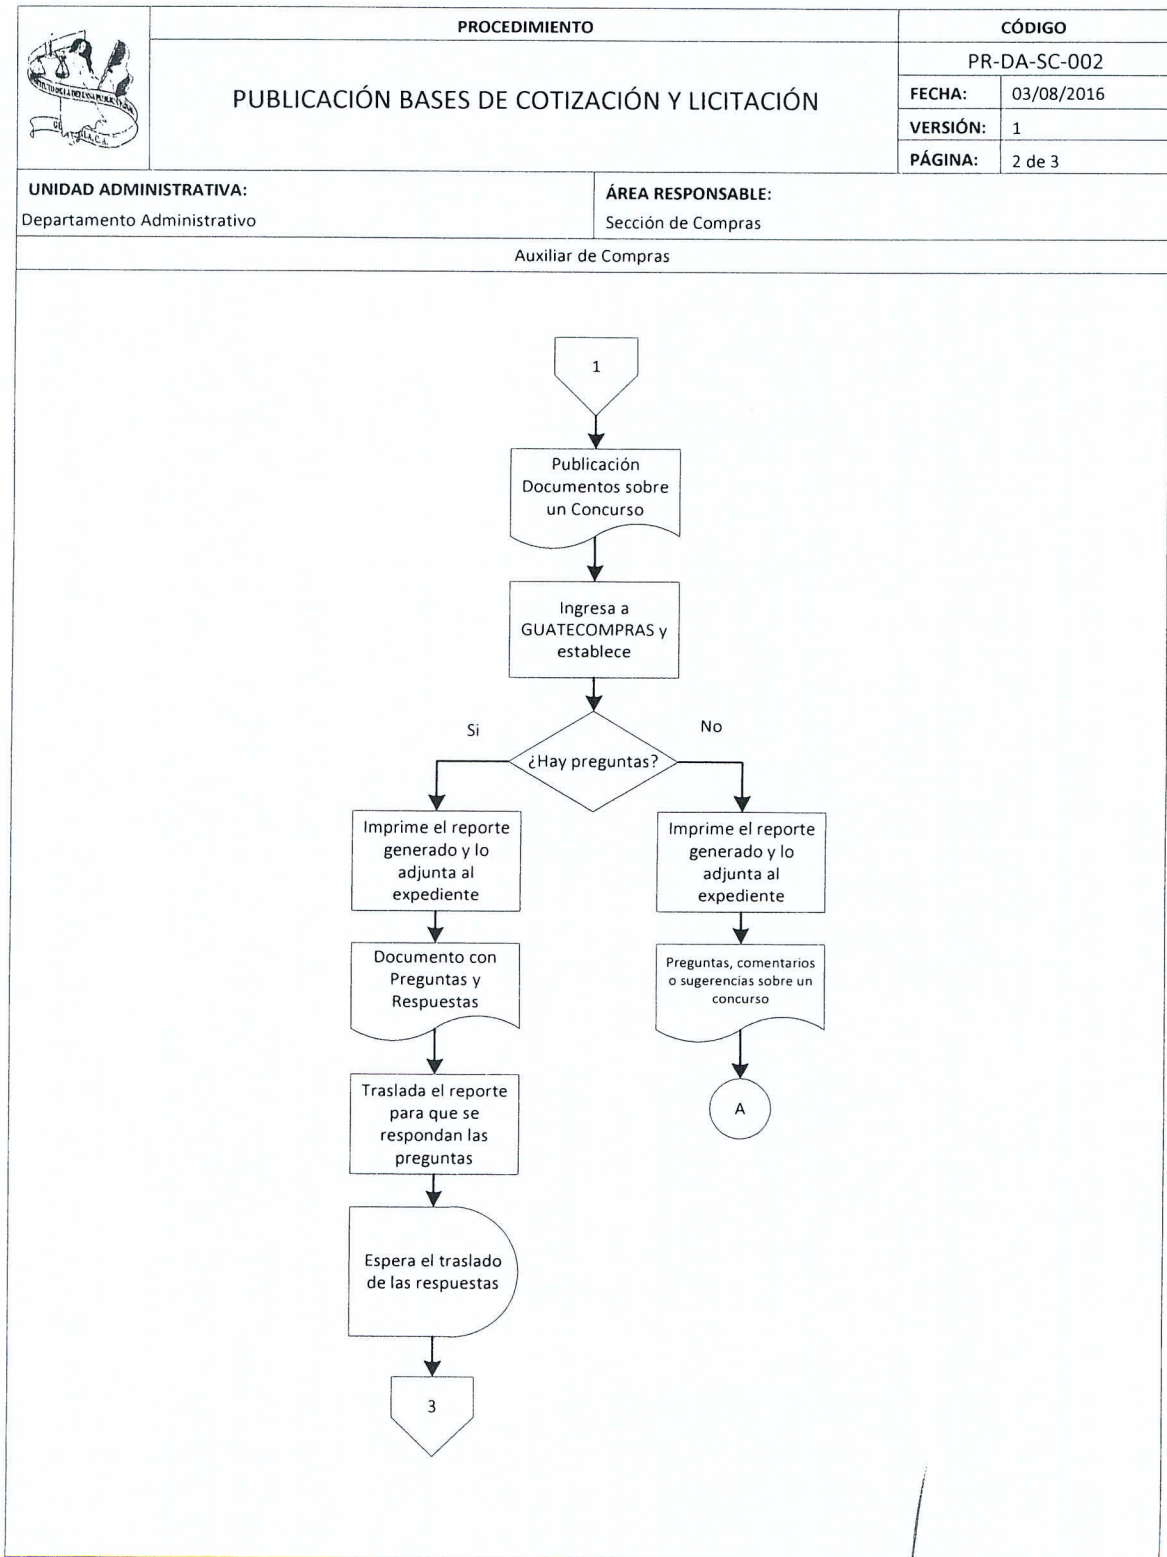 PROCEDIMIENTO
CÓDIGO
PUBLICACIÓN BASES DE COTIZACIÓN Y LICITACIÓN
PR-DA-SC-002
FECHA: 03/08/2016
VERSIÓN: 1
PÁGINA: 2 de 3
UNIDAD ADMINISTRATIVA:
Departamento Administrativo
ÁREA RESPONSABLE:
Sección de Compras
Auxiliar de Compras
1
Publicación
Documentos sobre
un Concurso
Ingresa a
GUATECOMPRAS y
establece
¿Hay preguntas?
Si
No
Imprime el reporte
generado y lo
adjunta al
expediente
Documento con
Preguntas y
Respuestas
Traslada el reporte
para que se
respondan las
preguntas
Espera el traslado
de las respuestas
3
Imprime el reporte
generado y lo
adjunta al
expediente
Preguntas, comentarios
o sugerencias sobre un
concurso
A